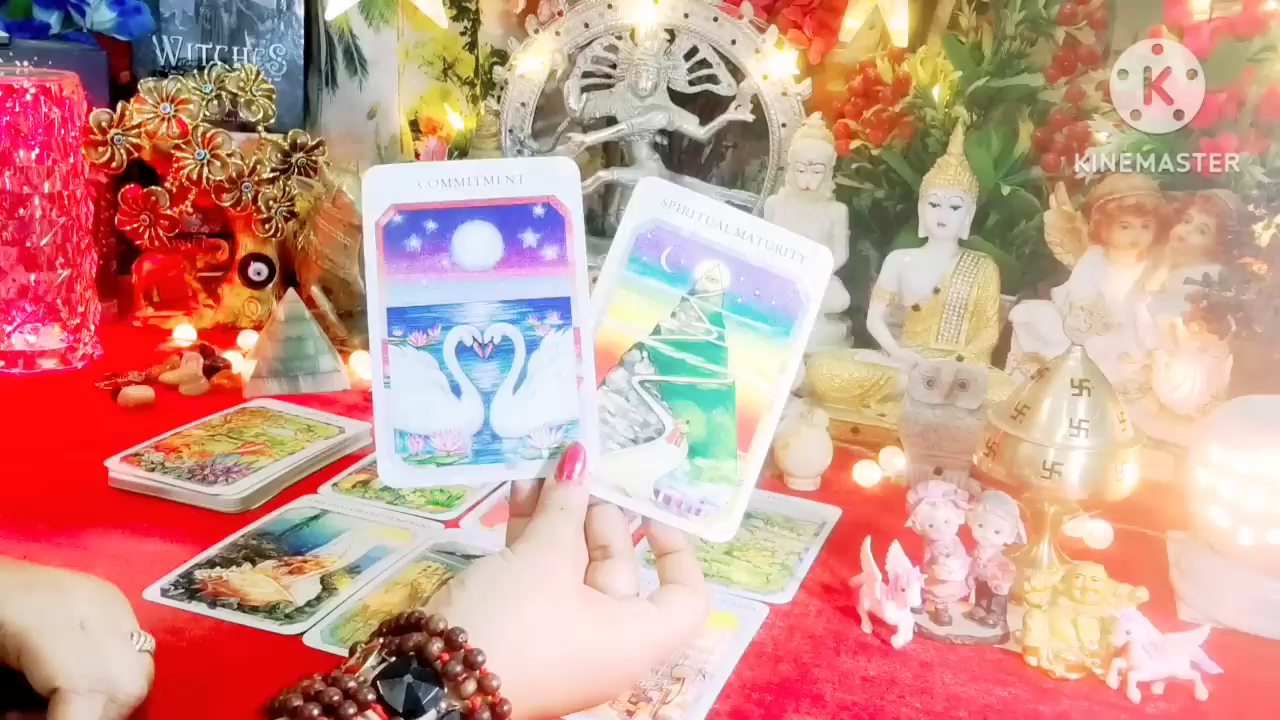 WITCHES
K
KINEMASTER
COMMITMENT
SPIRITUAL MATURITY